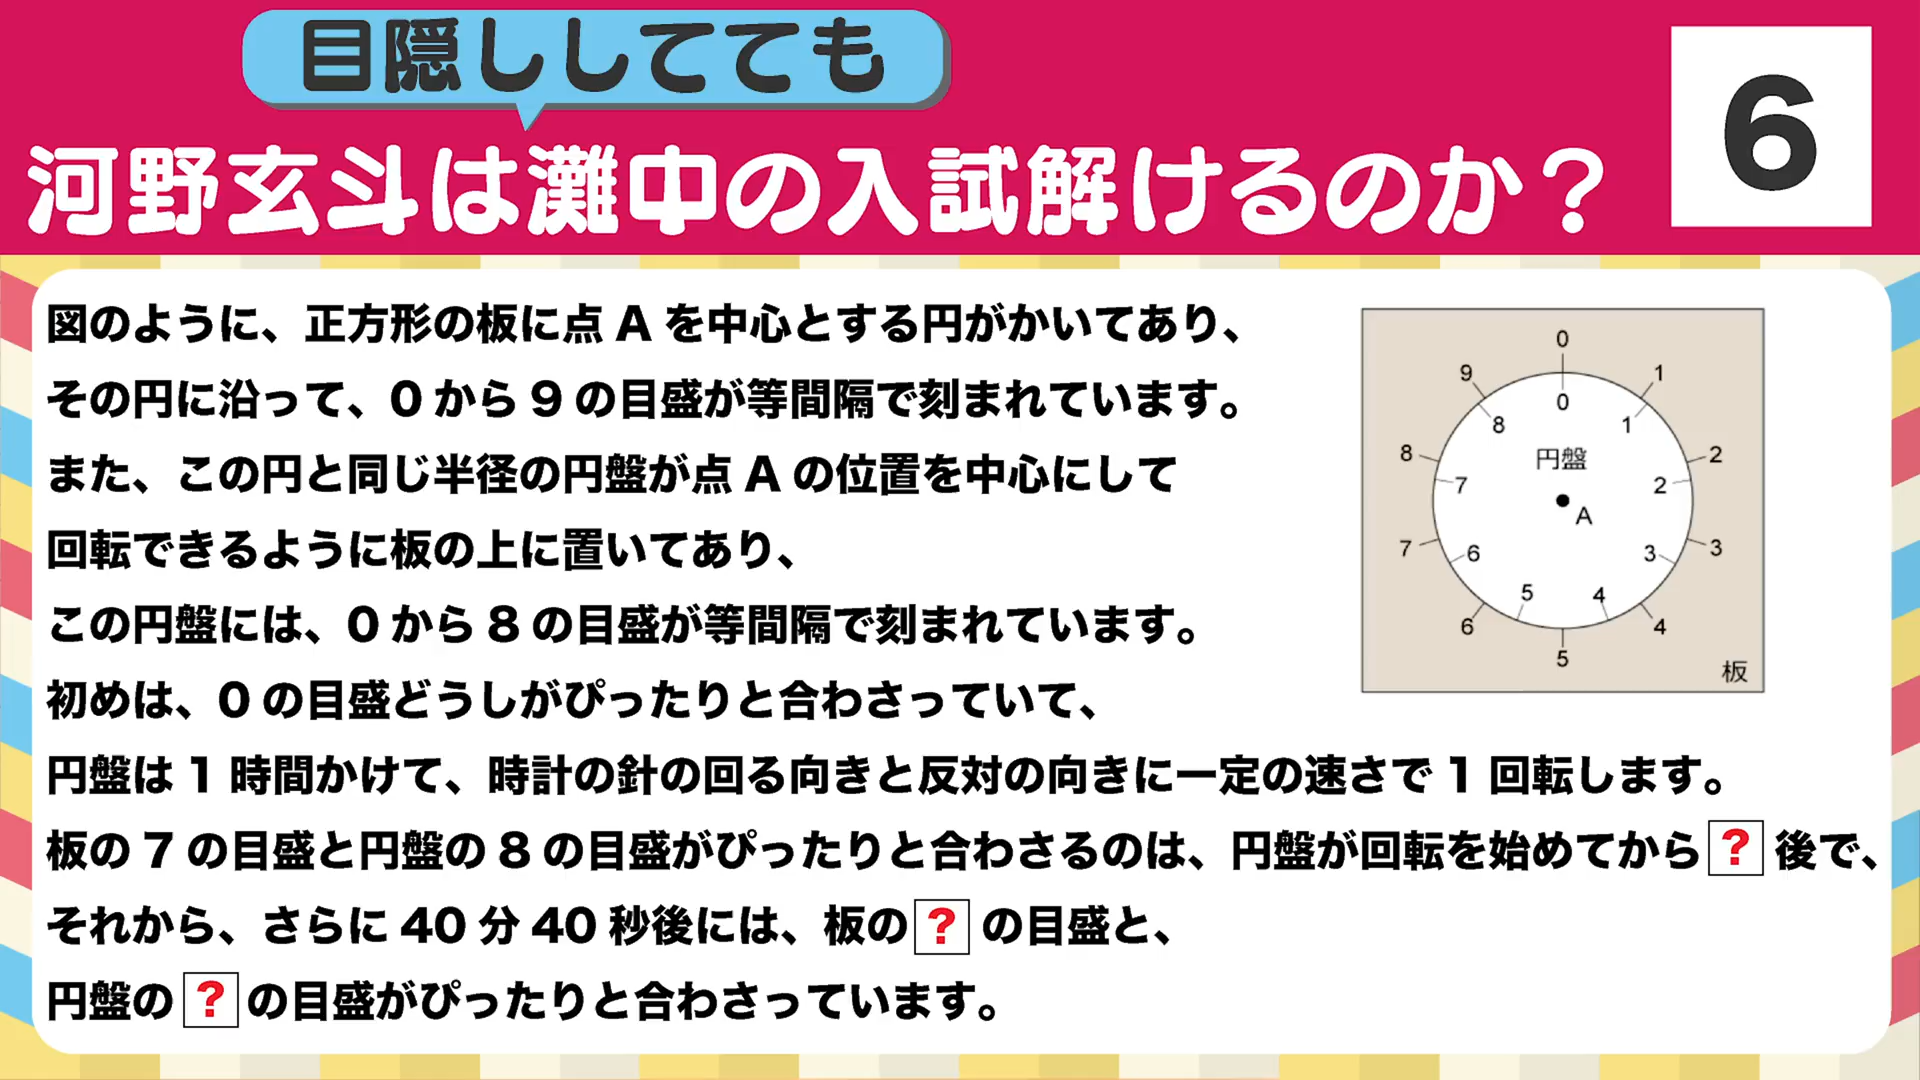 目隠ししてても
河野玄斗は灘中の入試解けるのか？
6
図のように、正方形の板に点 A を中心とする円がかいてあり、
その円に沿って、0 から 9 の目盛が等間隔で刻まれています。
また、この円と同じ半径の円盤が点 A の位置を中心にして
回転できるように板の上に置いてあり、
この円盤には、0 から 8 の目盛が等間隔で刻まれています。
初めは、0 の目盛どうしがぴったりと合わさっていて、
円盤は 1 時間かけて、時計の針の回る向きと反対の向きに一定の速さで 1 回転します。
板の 7 の目盛と円盤の 8 の目盛がぴったりと合わさるのは、円盤が回転を始めてから ? 後で、
それから、さらに 40 分 40 秒後には、板の ? の目盛と、
円盤の ? の目盛がぴったりと合わさっています。
0
9 1
0
8 1
8 円盤 2
7 2
A
7 6 3 3
5 4
6 4
5
板